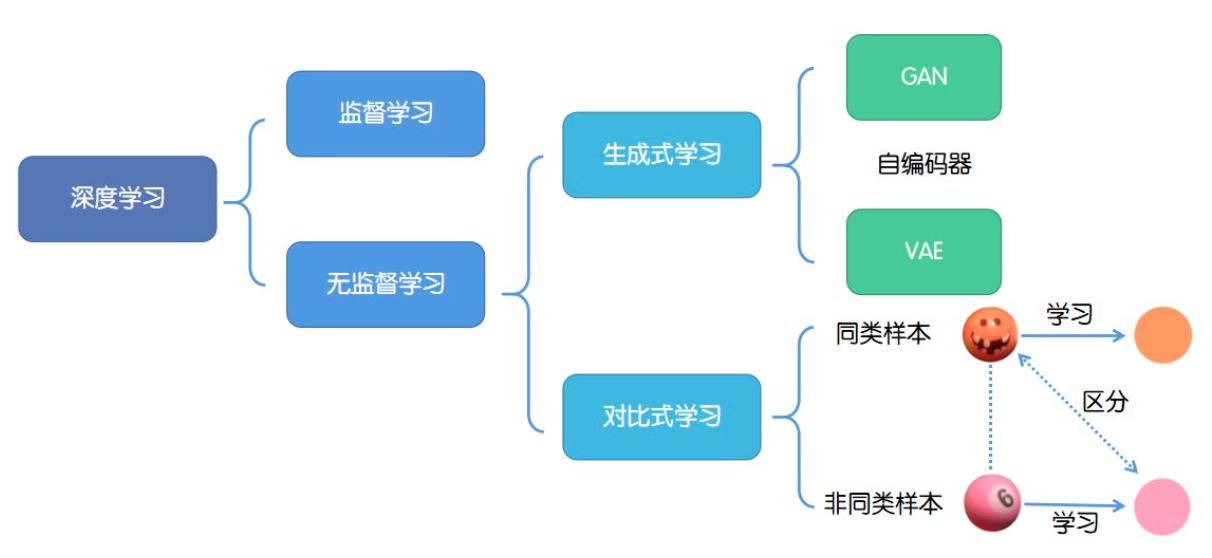 深度学习
监督学习
无监督学习
生成式学习
对比式学习
GAN
自编码器
VAE
同类样本
学习
区分
非同类样本
6
学习